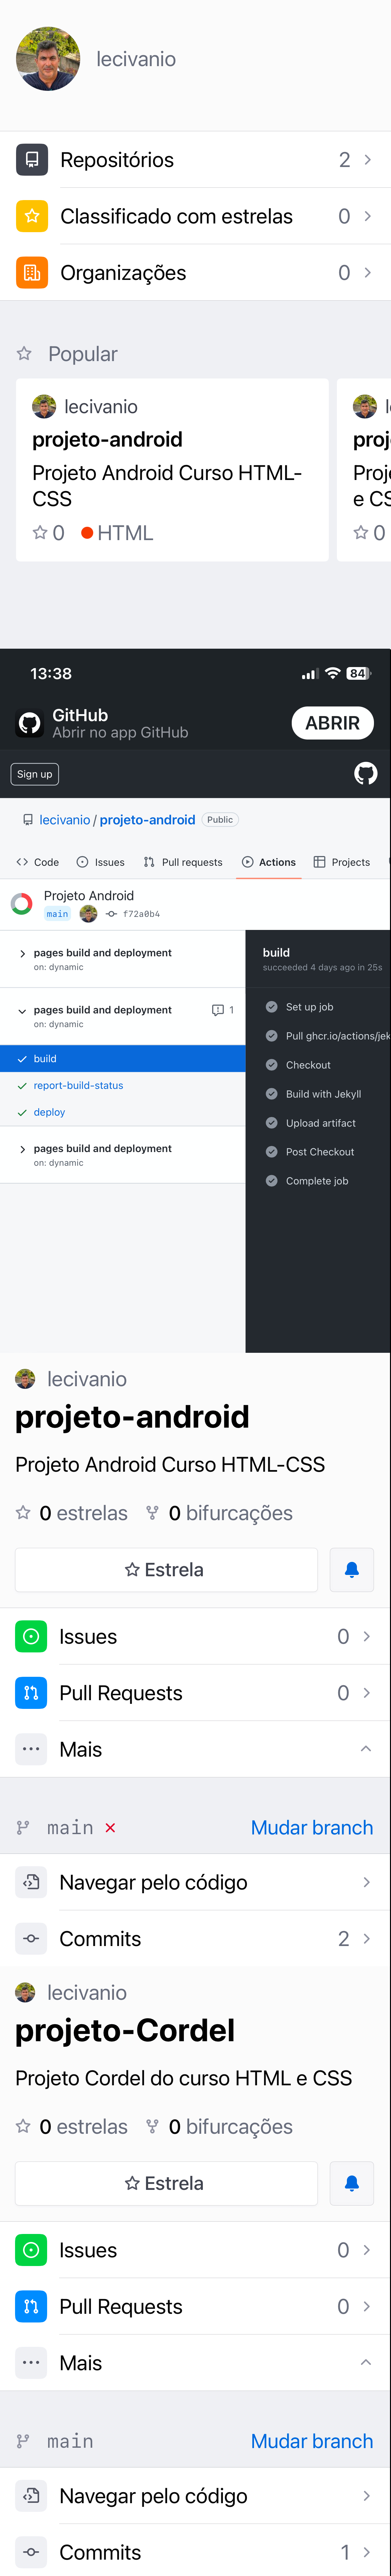 lecivanio
Repositórios 2
Classificado com estrelas 0
Organizações 0
Popular
lecivanio
projeto-android
Projeto Android Curso HTML-
CSS
0 HTML
Proj
e CS
0
13:38 84
GitHub
Abrir no app GitHub
ABRIR
Sign up
lecivanio / projeto-android Public
Code Issues Pull requests Actions Projects
Projeto Android
main f72a0b4
pages build and deployment
on: dynamic
pages build and deployment 1
on: dynamic
build
report-build-status
deploy
pages build and deployment
on: dynamic
build
succeeded 4 days ago in 25s
Set up job
Pull ghcr.io/actions/jek
Checkout
Build with Jekyll
Upload artifact
Post Checkout
Complete job
lecivanio
projeto-android
Projeto Android Curso HTML-CSS
0 estrelas 0 bifurcações
Estrela
Issues 0
Pull Requests 0
Mais
main Mudar branch
Navegar pelo código
Commits 2
lecivanio
projeto-Cordel
Projeto Cordel do curso HTML e CSS
0 estrelas 0 bifurcações
Estrela
Issues 0
Pull Requests 0
Mais
main Mudar branch
Navegar pelo código
Commits 1